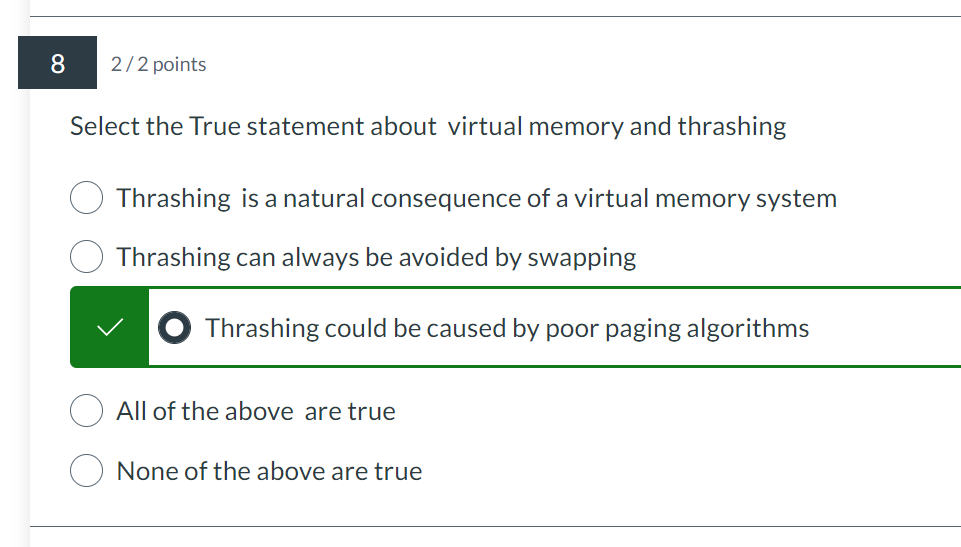 8 2 / 2 points
Select the True statement about virtual memory and thrashing
Thrashing is a natural consequence of a virtual memory system
Thrashing can always be avoided by swapping
Thrashing could be caused by poor paging algorithms
All of the above are true
None of the above are true